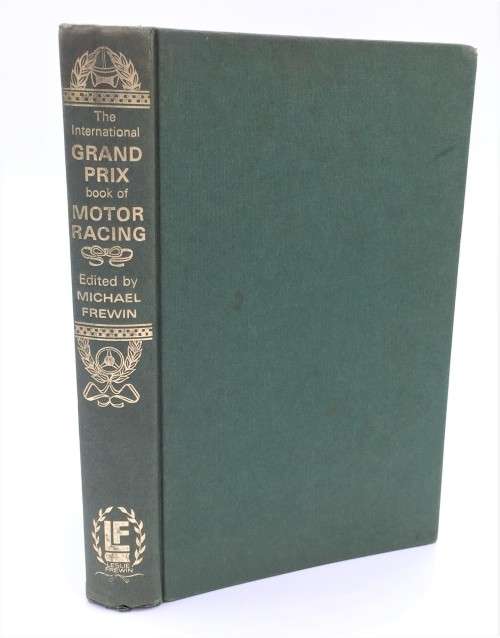 The
International
GRAND
PRIX
book of
MOTOR
RACING
Edited by
MICHAEL
FREWIN
LF
LESLIE
FREWIN